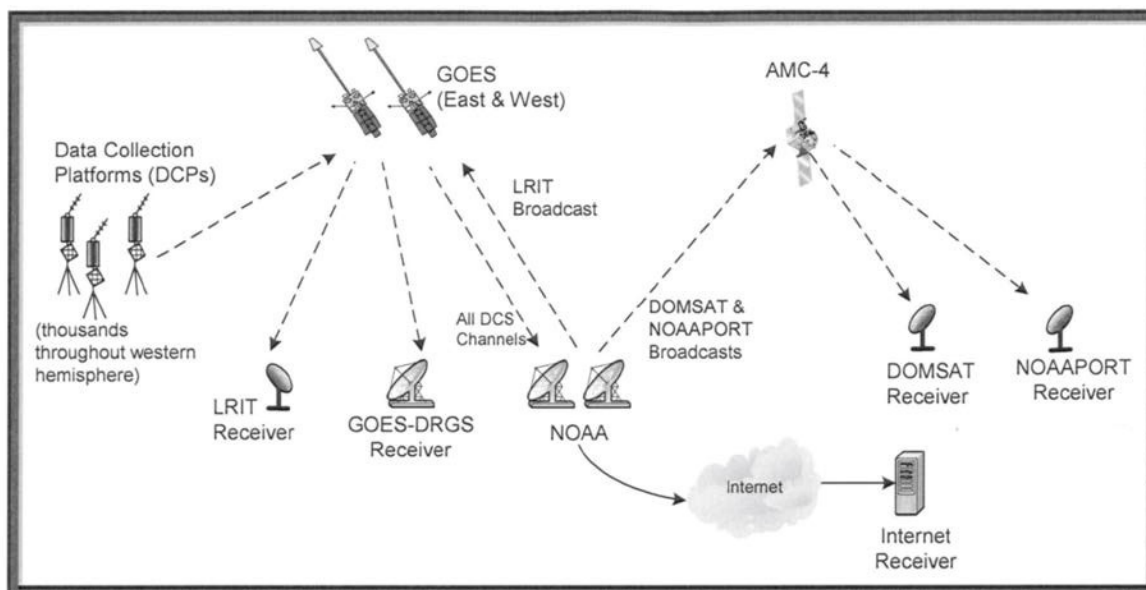 GOES
(East & West)
AMC-4
Data Collection
Platforms (DCPs)
LRIT
Broadcast
(thousands
throughout western
hemisphere)
All DCS
Channels
DOMSAT &
NOAAPORT
Broadcasts
LRIT
Receiver
GOES-DRGS
Receiver
NOAA
DOMSAT
Receiver
NOAAPORT
Receiver
Internet
Internet
Receiver